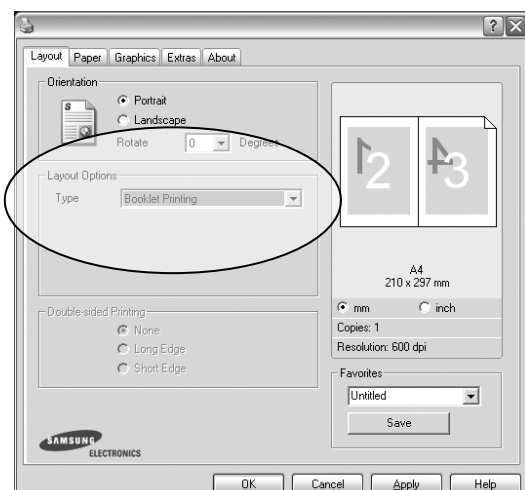 Layout Paper Graphics Extras About
Orientation
S
Portrait
Landscape
Rotate 0 Degrees
Layout Options
Type Booklet Printing
1 2 4 3
A4
210 x 297 mm
mm inch
Copies: 1
Resolution: 600 dpi
Double-sided Printing
None
Long Edge
Short Edge
Favorites
Untitled
Save
SAMSUNG
ELECTRONICS
OK Cancel Apply Help